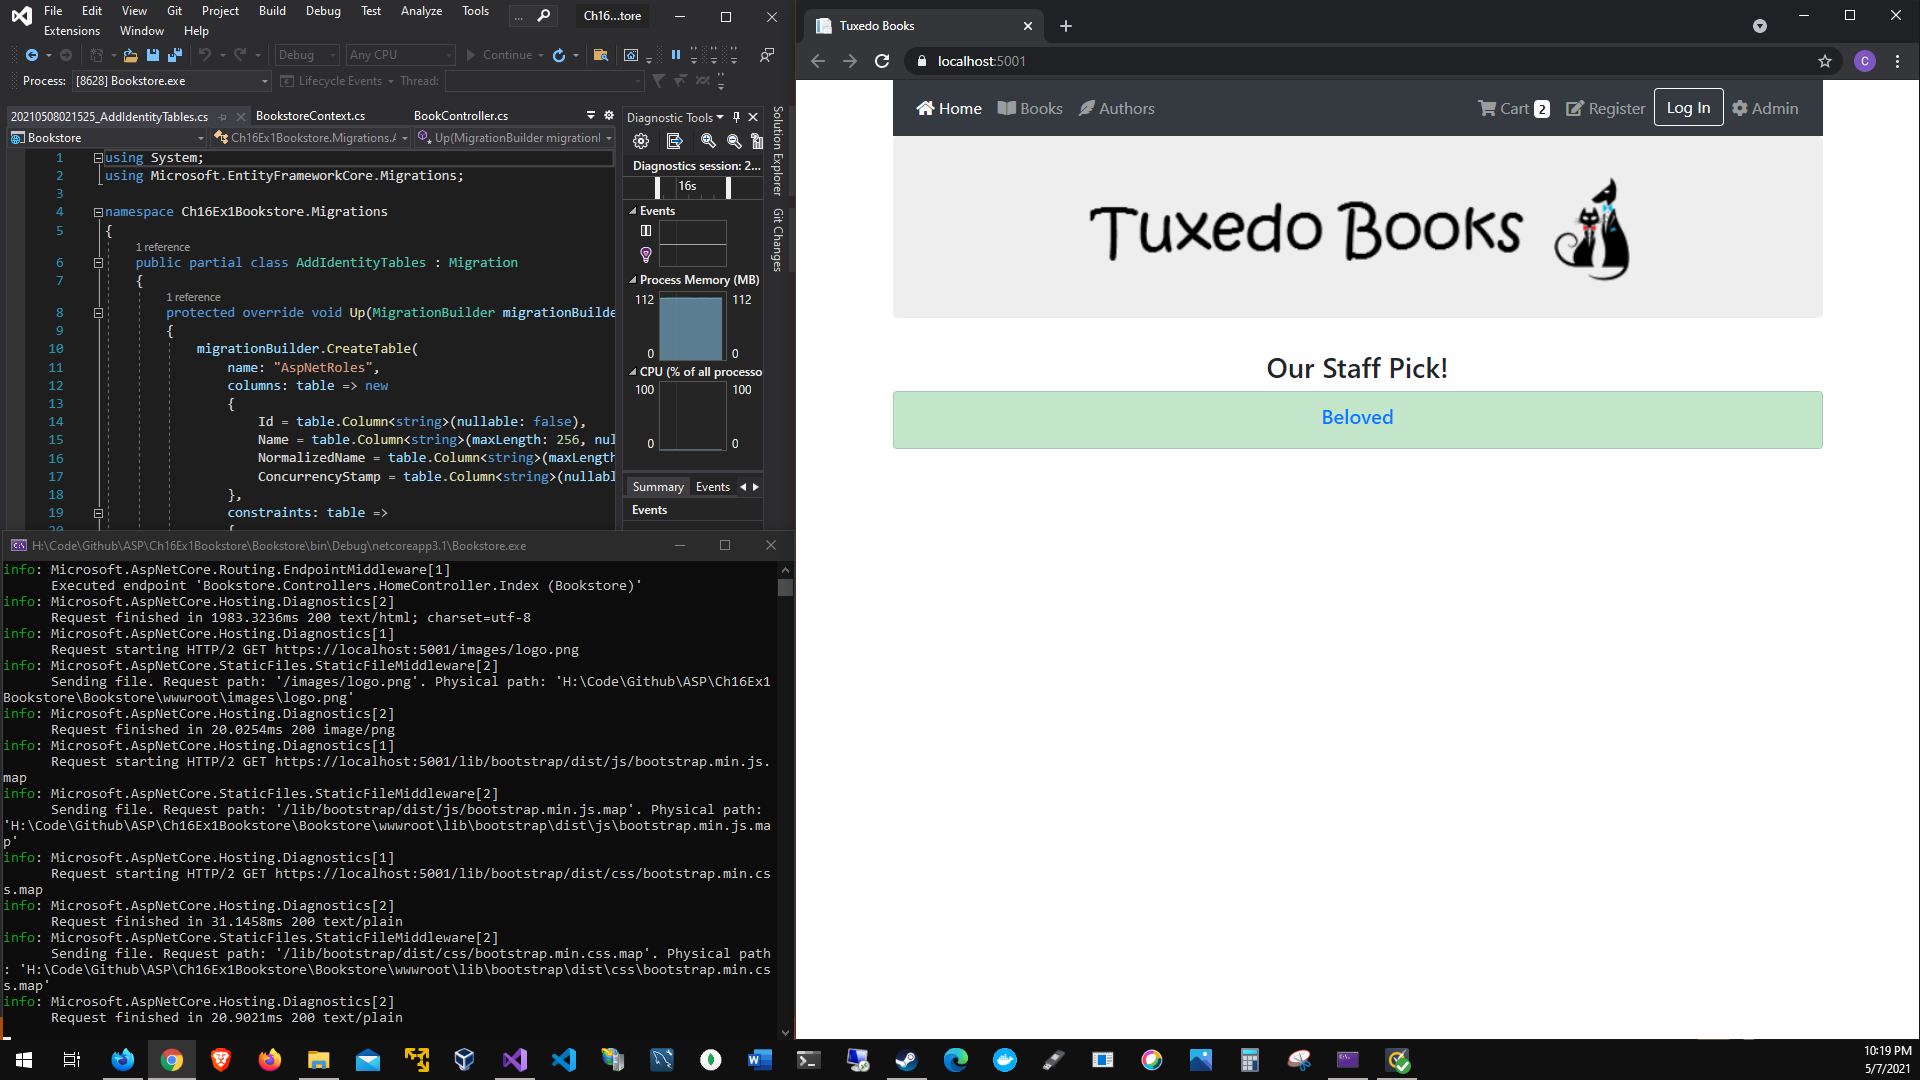 File Edit View Git Project Build Debug Test Analyze Tools ... Ch16...tore
Extensions Window Help
Debug Any CPU Continue
Process: [8628] Bookstore.exe Lifecycle Events Thread:
20210508021525_AddIdentityTables.cs BookstoreContext.cs BookController.cs
Bookstore Ch16Ex1Bookstore.Migrations.A Up(MigrationBuilder migrationl
1 using System;
2 using Microsoft.EntityFrameworkCore.Migrations;
3
4 namespace Ch16Ex1Bookstore.Migrations
5 {
1 reference
6 public partial class AddIdentityTables : Migration
7 {
1 reference
8 protected override void Up(MigrationBuilder migrationBuilde
9 {
10 migrationBuilder.CreateTable(
11 name: "AspNetRoles",
12 columns: table => new
13 {
14 Id = table.Column<string>(nullable: false),
15 Name = table.Column<string>(maxLength: 256, nul
16 NormalizedName = table.Column<string>(maxLength
17 ConcurrencyStamp = table.Column<string>(nullabl
18 },
19 constraints: table =>
20 {
Diagnostic Tools
Diagnostics session: 2...
16s
Events
Process Memory (MB)
112 112
0 0
CPU (% of all processo
100 100
0 0
Summary Events
Events
Solution Explorer
Git Changes
H:\Code\Github\ASP\Ch16Ex1Bookstore\Bookstore\bin\Debug\netcoreapp3.1\Bookstore.exe
info: Microsoft.AspNetCore.Routing.EndpointMiddleware[1]
Executed endpoint 'Bookstore.Controllers.HomeController.Index (Bookstore)'
info: Microsoft.AspNetCore.Hosting.Diagnostics[2]
Request finished in 1983.3236ms 200 text/html; charset=utf-8
info: Microsoft.AspNetCore.Hosting.Diagnostics[1]
Request starting HTTP/2 GET https://localhost:5001/images/logo.png
info: Microsoft.AspNetCore.StaticFiles.StaticFileMiddleware[2]
Sending file. Request path: '/images/logo.png'. Physical path: 'H:\Code\Github\ASP\Ch16Ex1
Bookstore\Bookstore\wwwroot\images\logo.png'
info: Microsoft.AspNetCore.Hosting.Diagnostics[2]
Request finished in 20.0254ms 200 image/png
info: Microsoft.AspNetCore.Hosting.Diagnostics[1]
Request starting HTTP/2 GET https://localhost:5001/lib/bootstrap/dist/js/bootstrap.min.js.
map
info: Microsoft.AspNetCore.StaticFiles.StaticFileMiddleware[2]
Sending file. Request path: '/lib/bootstrap/dist/js/bootstrap.min.js.map'. Physical path:
'H:\Code\Github\ASP\Ch16Ex1Bookstore\Bookstore\wwwroot\lib\bootstrap\dist\js\bootstrap.min.js.ma
p'
info: Microsoft.AspNetCore.Hosting.Diagnostics[1]
Request starting HTTP/2 GET https://localhost:5001/lib/bootstrap/dist/css/bootstrap.min.cs
s.map
info: Microsoft.AspNetCore.Hosting.Diagnostics[2]
Request finished in 31.1458ms 200 text/plain
info: Microsoft.AspNetCore.StaticFiles.StaticFileMiddleware[2]
Sending file. Request path: '/lib/bootstrap/dist/css/bootstrap.min.css.map'. Physical path
: 'H:\Code\Github\ASP\Ch16Ex1Bookstore\Bookstore\wwwroot\lib\bootstrap\dist\css\bootstrap.min.cs
s.map'
info: Microsoft.AspNetCore.Hosting.Diagnostics[2]
Request finished in 20.9021ms 200 text/plain
Tuxedo Books
localhost:5001 C
Home Books Authors Cart 2 Register Log In Admin
Tuxedo Books
Our Staff Pick!
Beloved
10:19 PM
5/7/2021